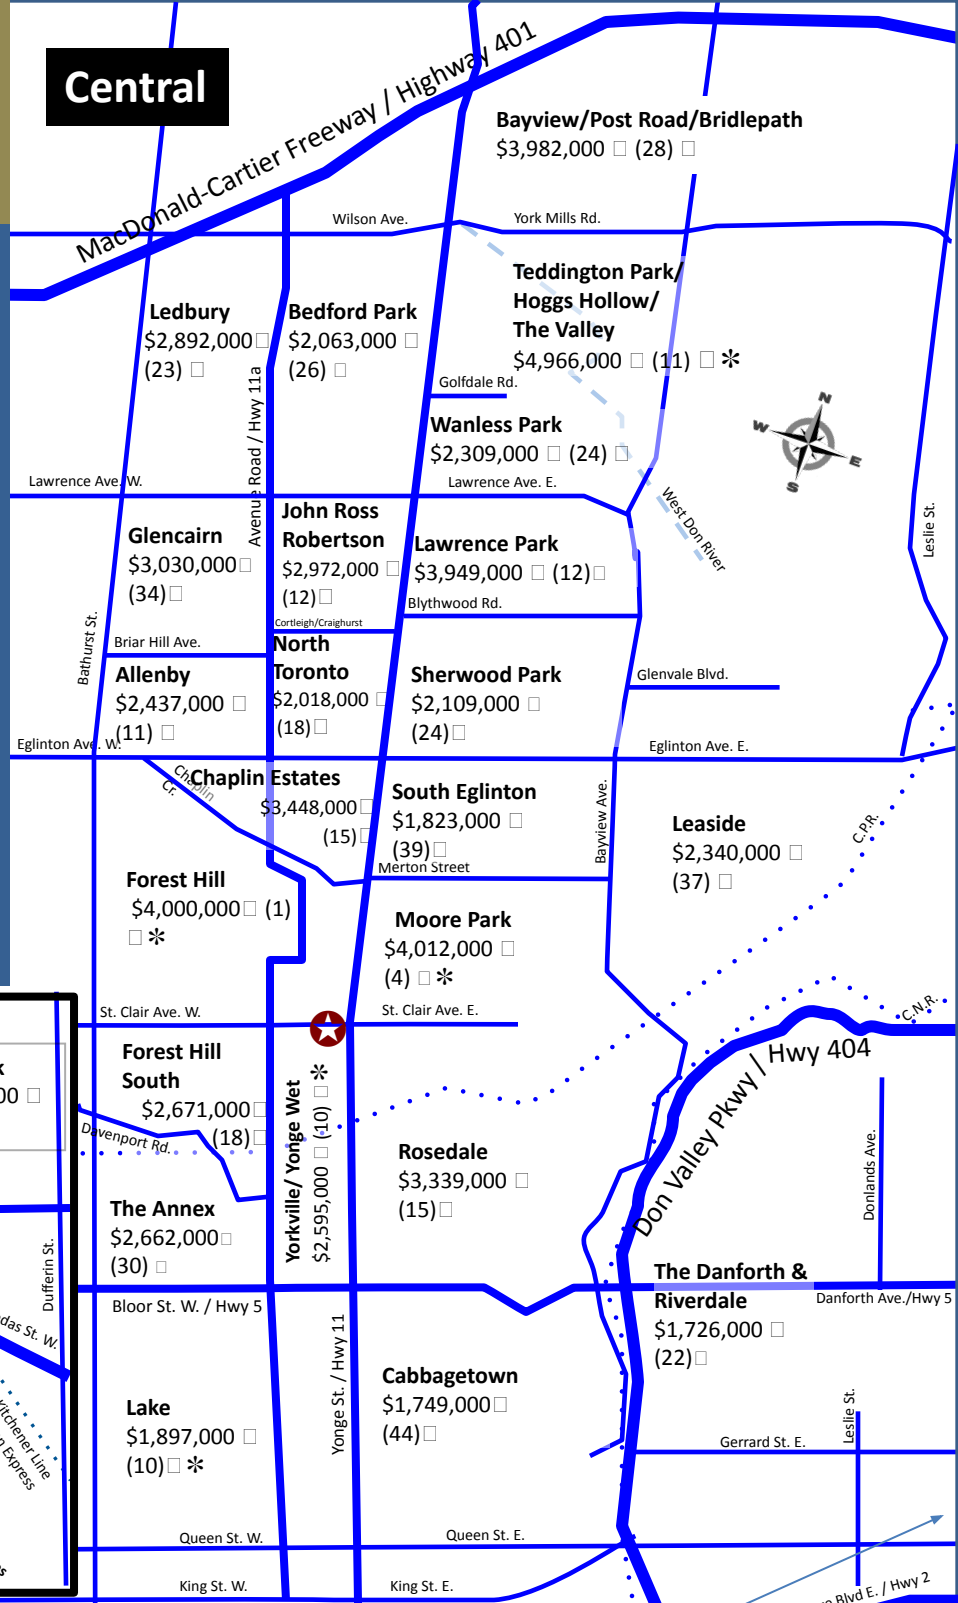 Central
MacDonald-Cartier Freeway / Highway 401
Bayview/Post Road/Bridlepath
$3,982,000 □ (28) □
Wilson Ave.
York Mills Rd.
Teddington Park/
Hoggs Hollow/
The Valley
$4,966,000 □ (11) □ *
Ledbury
$2,892,000□
(23) □
Bedford Park
$2,063,000 □
(26) □
Golfdale Rd.
Wanless Park
$2,309,000 □ (24) □
N
W
E
S
Avenue Road / Hwy 11a
Lawrence Ave. W.
Lawrence Ave. E.
West Don River
Leslie St.
Glencairn
$3,030,000□
(34)□
John Ross
Robertson
$2,972,000 □
(12)□
Lawrence Park
$3,949,000 □ (12)□
Blythwood Rd.
Cortleigh/Craighurst
Bathurst St.
Briar Hill Ave.
Allenby
$2,437,000 □
(11) □
North
Toronto
$2,018,000 □
(18)□
Sherwood Park
$2,109,000 □
(24)□
Glenvale Blvd.
Eglinton Ave. W.
Eglinton Ave. E.
Chaplin
Cr.
Chaplin Estates
$3,448,000□
(15)□
South Eglinton
$1,823,000 □
(39)□
Bayview Ave.
Leaside
$2,340,000 □
(37) □
C.P.R.
Merton Street
Forest Hill
$4,000,000□ (1)
□ *
Moore Park
$4,012,000 □
(4) □ *
St. Clair Ave. W.
St. Clair Ave. E.
C.N.R.
Don Valley Pkwy / Hwy 404
k
00 □
Forest Hill
South
$2,671,000□
(18)□
Davenport Rd.
Yorkville/ Yonge Wet
$2,595,000 □ (10) □ *
Rosedale
$3,339,000 □
(15)□
Donlands Ave.
The Annex
$2,662,000□
(30) □
Dufferin St.
Bloor St. W. / Hwy 5
The Danforth &
Riverdale
$1,726,000 □
(22)□
Danforth Ave./Hwy 5
das St. W.
Yonge St. / Hwy 11
Cabbagetown
$1,749,000□
(44)□
Lake
$1,897,000 □
(10)□ *
Kitchener Line
n Express
Leslie St.
Gerrard St. E.
Queen St. W.
Queen St. E.
King St. W.
King St. E.
e Blvd E. / Hwy 2